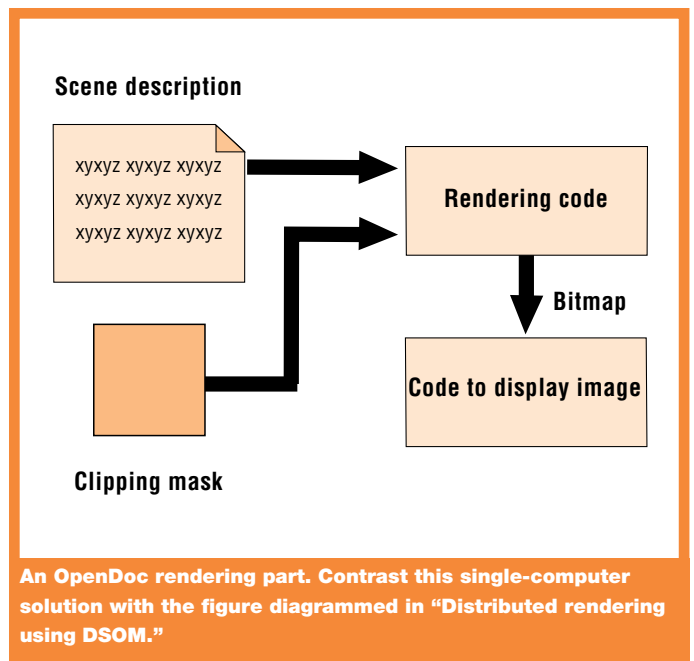 Scene description
xyxyz xyxyz xyxyz
xyxyz xyxyz xyxyz
xyxyz xyxyz xyxyz
Rendering code
Bitmap
Code to display image
Clipping mask
An OpenDoc rendering part. Contrast this single-computer
solution with the figure diagrammed in “Distributed rendering
using DSOM.”